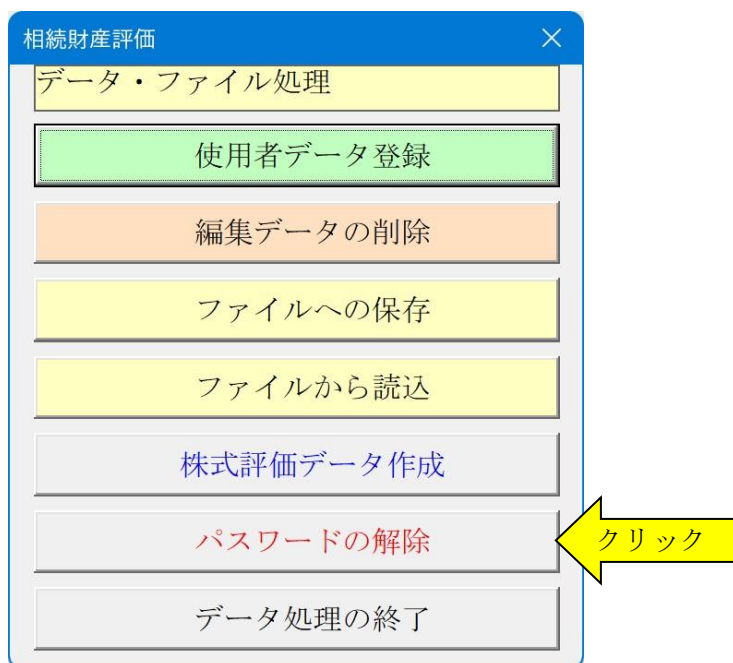 相続財産評価
データ・ファイル処理
使用者データ登録
編集データの削除
ファイルへの保存
ファイルから読込
株式評価データ作成
パスワードの解除
クリック
データ処理の終了